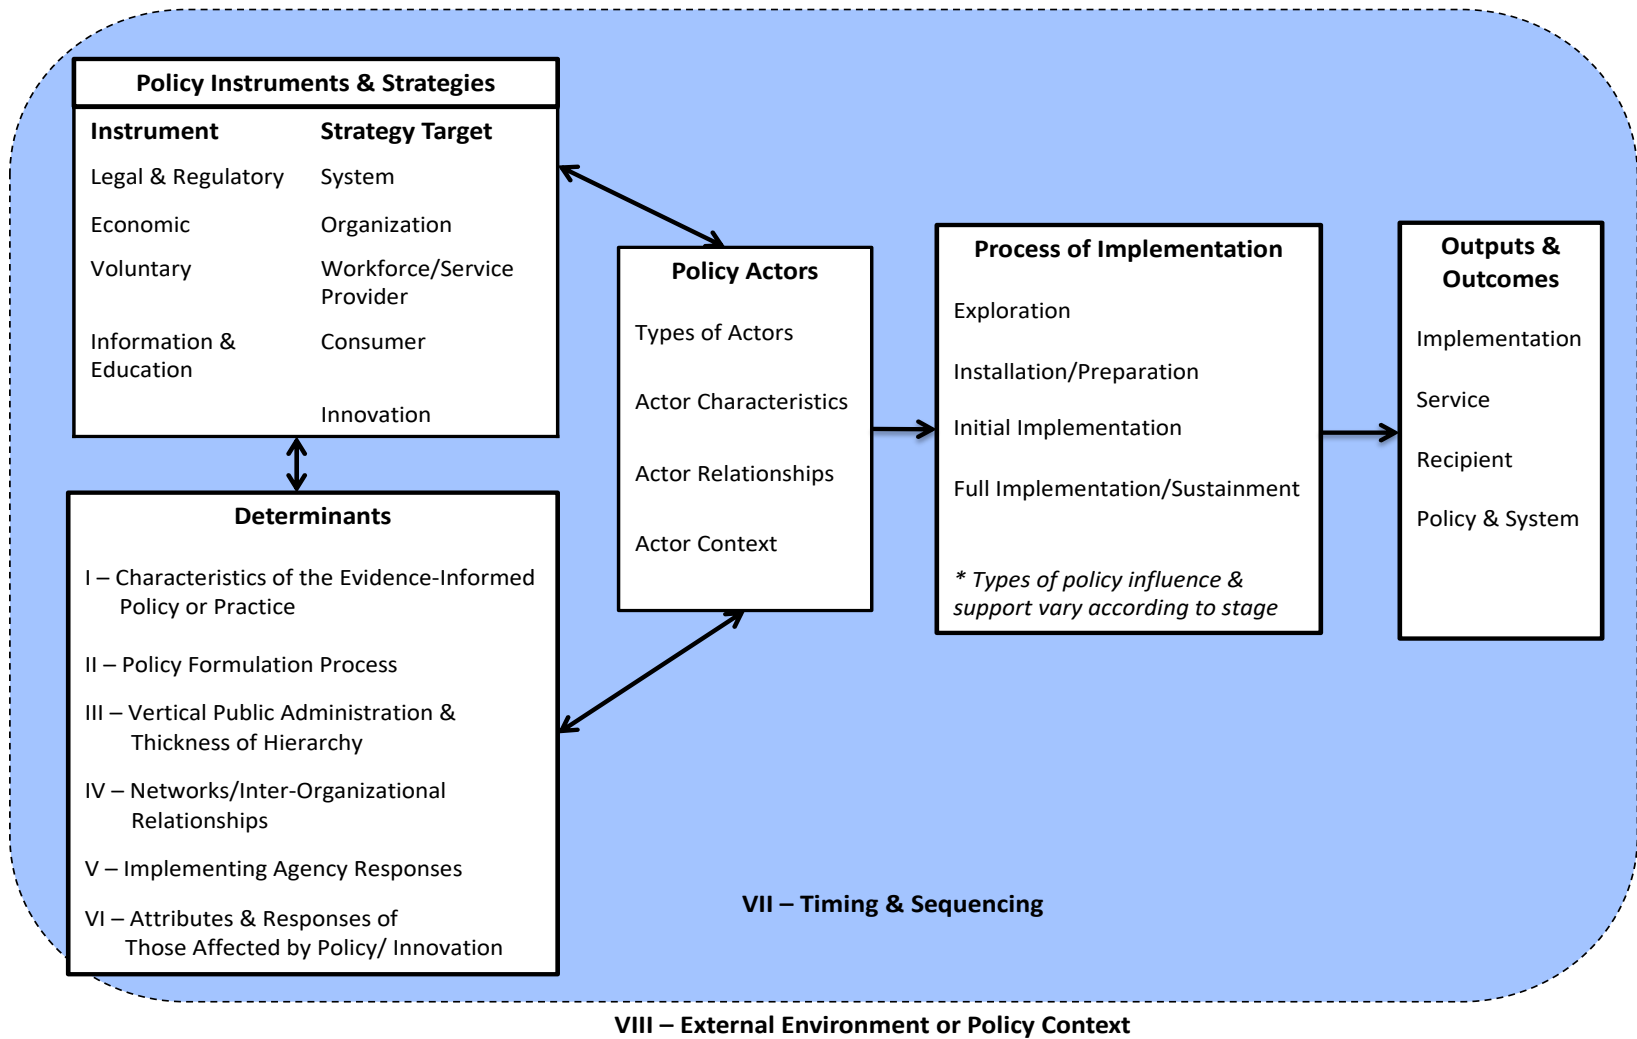 Policy Instruments & Strategies
Instrument
Strategy Target
Legal & Regulatory
System
Economic
Organization
Voluntary
Workforce/Service
Provider
Information &
Education
Consumer
Innovation
Determinants
I – Characteristics of the Evidence-Informed
Policy or Practice
II – Policy Formulation Process
III – Vertical Public Administration &
Thickness of Hierarchy
IV – Networks/Inter-Organizational
Relationships
V – Implementing Agency Responses
VI – Attributes & Responses of
Those Affected by Policy/ Innovation
Policy Actors
Types of Actors
Actor Characteristics
Actor Relationships
Actor Context
Process of Implementation
Exploration
Installation/Preparation
Initial Implementation
Full Implementation/Sustainment
* Types of policy influence &
support vary according to stage
Outputs &
Outcomes
Implementation
Service
Recipient
Policy & System
VII – Timing & Sequencing
VIII – External Environment or Policy Context